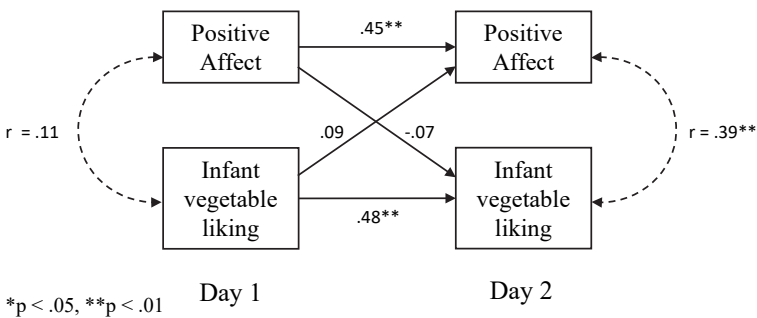 Positive
Affect
.45**
Positive
Affect
r = .11
.09
-.07
r = .39**
Infant
vegetable
liking
.48**
Infant
vegetable
liking
Day 1
Day 2
*p < .05, **p < .01